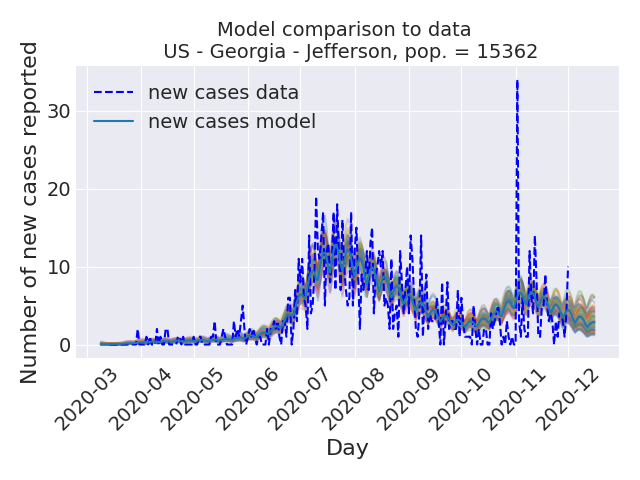 Model comparison to data
US - Georgia - Jefferson, pop. = 15362
Number of new cases reported
30
20
10
0
new cases data
new cases model
2020-03
2020-04
2020-05
2020-06
2020-07
2020-08
2020-09
2020-10
2020-11
2020-12
Day